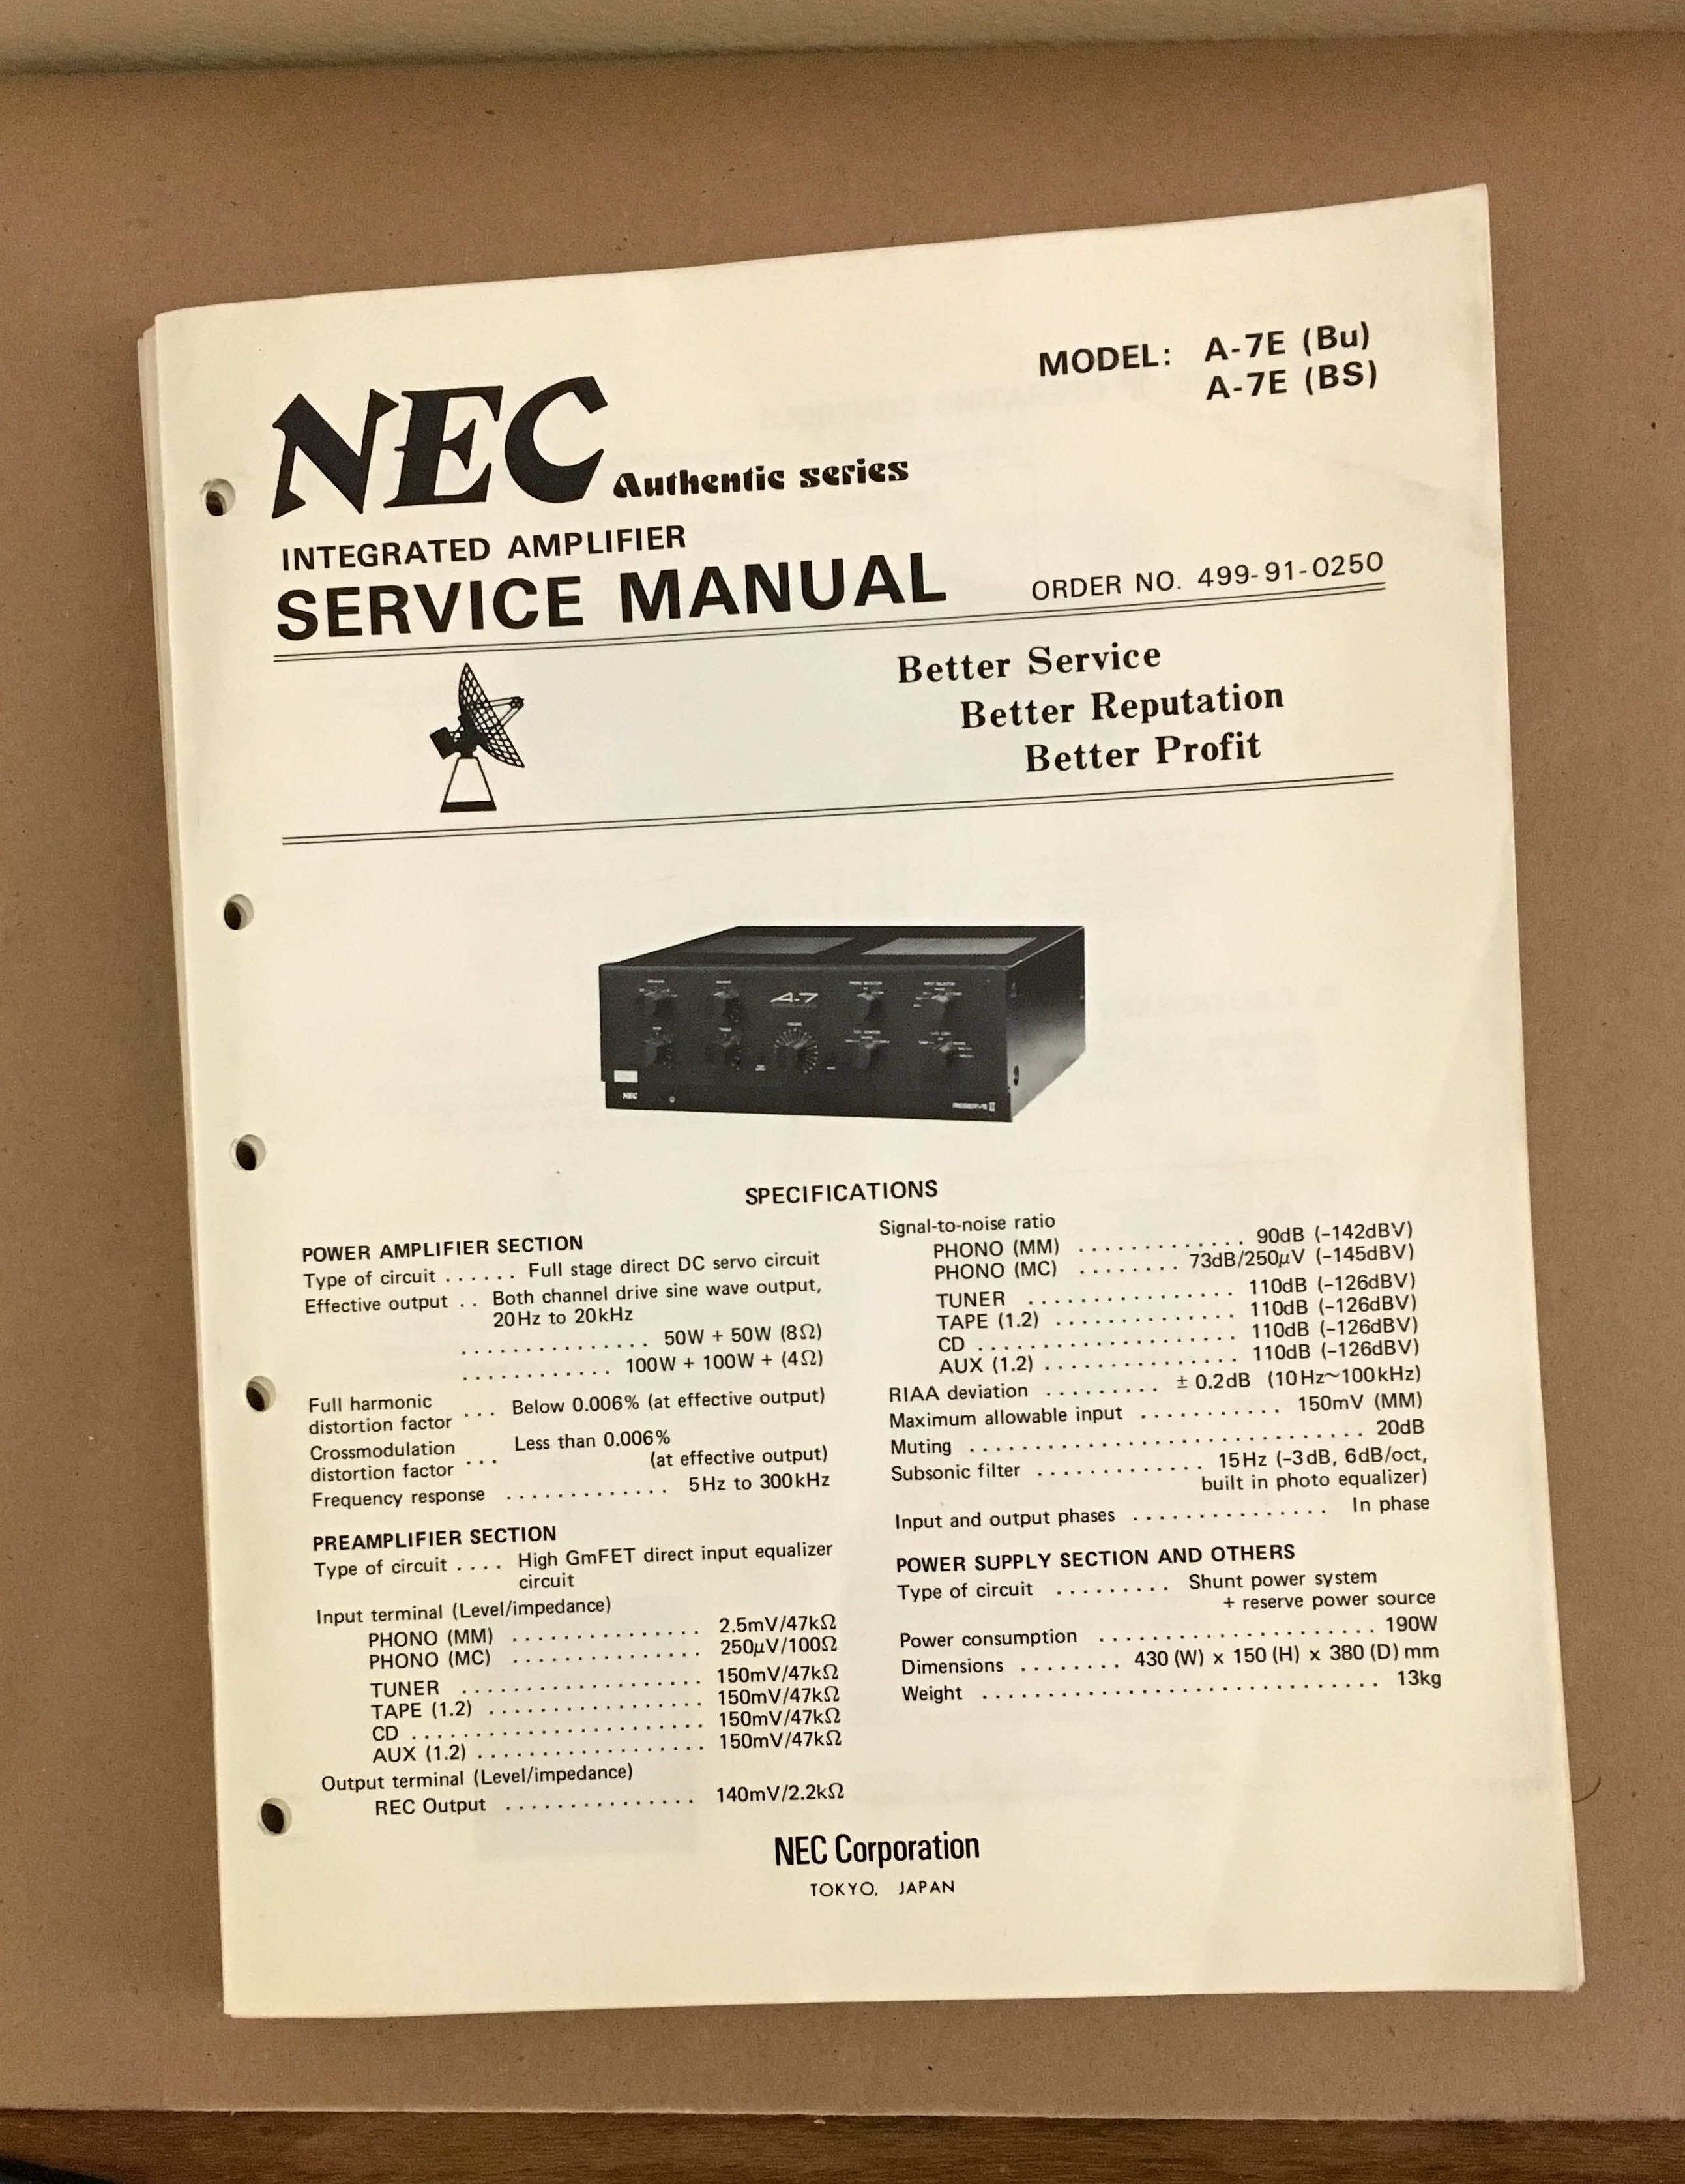 MODEL: A-7E (Bu)
A-7E (BS)
NEC Authentic series
INTEGRATED AMPLIFIER
SERVICE MANUAL
ORDER NO. 499-91-0250
Better Service
Better Reputation
Better Profit
A-7
NEC
RESERVE II
SPECIFICATIONS
POWER AMPLIFIER SECTION
Type of circuit ...... Full stage direct DC servo circuit
Effective output .. Both channel drive sine wave output,
20Hz to 20kHz
............... 50W + 50W (8Ω)
............ 100W + 100W + (4Ω)
Full harmonic
distortion factor ... Below 0.006% (at effective output)
Crossmodulation
distortion factor ... Less than 0.006%
(at effective output)
Frequency response ............. 5Hz to 300kHz
PREAMPLIFIER SECTION
Type of circuit .... High GmFET direct input equalizer
circuit
Input terminal (Level/impedance)
PHONO (MM) ............... 2.5mV/47kΩ
PHONO (MC) ............... 250μV/100Ω
TUNER ................... 150mV/47kΩ
TAPE (1.2) ................. 150mV/47kΩ
CD ....................... 150mV/47kΩ
AUX (1.2) .................. 150mV/47kΩ
Output terminal (Level/impedance)
REC Output ............... 140mV/2.2kΩ
Signal-to-noise ratio
PHONO (MM) ............. 90dB (-142dBV)
PHONO (MC) ........ 73dB/250μV (-145dBV)
TUNER ................ 110dB (-126dBV)
TAPE (1.2) .............. 110dB (-126dBV)
CD .................... 110dB (-126dBV)
AUX (1.2) ............... 110dB (-126dBV)
RIAA deviation ......... ± 0.2dB (10Hz~100kHz)
Maximum allowable input ........... 150mV (MM)
Muting ............................... 20dB
Subsonic filter ............. 15Hz (-3dB, 6dB/oct,
built in photo equalizer)
Input and output phases ............... In phase
POWER SUPPLY SECTION AND OTHERS
Type of circuit ......... Shunt power system
+ reserve power source
Power consumption ...................... 190W
Dimensions ........ 430 (W) x 150 (H) x 380 (D) mm
Weight ............................... 13kg
NEC Corporation
TOKYO, JAPAN